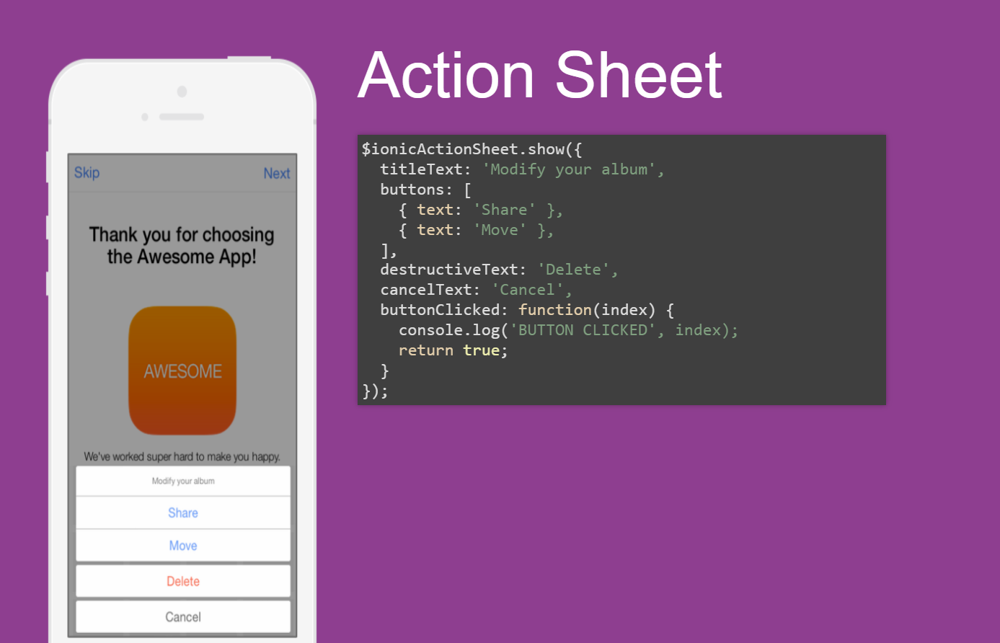 Action Sheet
$ionicActionSheet.show({
  titleText: 'Modify your album',
  buttons: [
    { text: 'Share' },
    { text: 'Move' },
  ],
  destructiveText: 'Delete',
  cancelText: 'Cancel',
  buttonClicked: function(index) {
    console.log('BUTTON CLICKED', index);
    return true;
  }
});
Skip Next
Thank you for choosing
the Awesome App!
AWESOME
We've worked super hard to make you happy.
Modify your album
Share
Move
Delete
Cancel